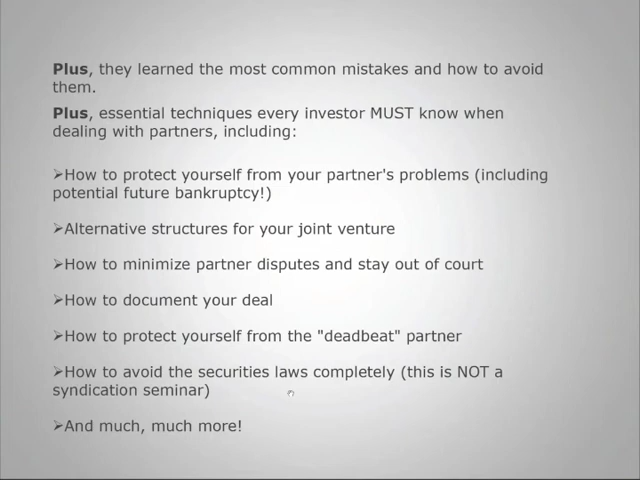 Plus, they learned the most common mistakes and how to avoid
them.
Plus, essential techniques every investor MUST know when
dealing with partners, including:
➢How to protect yourself from your partner's problems (including
potential future bankruptcy!)
➢Alternative structures for your joint venture
➢How to minimize partner disputes and stay out of court
➢How to document your deal
➢How to protect yourself from the "deadbeat" partner
➢How to avoid the securities laws completely (this is NOT a
syndication seminar)
➢And much, much more!